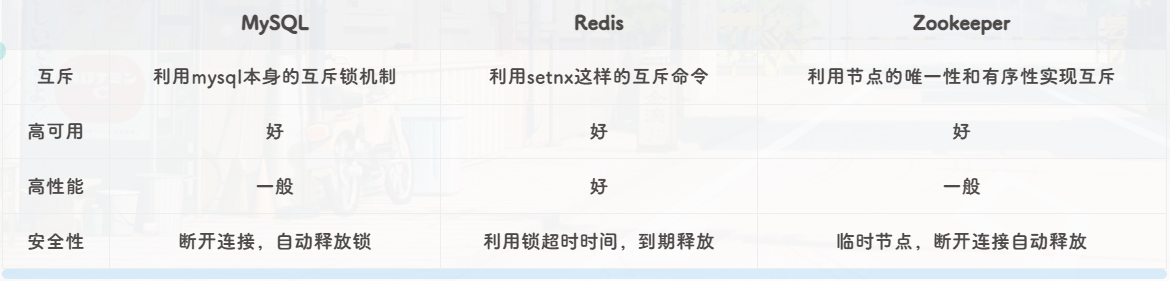 MySQL Redis Zookeeper
互斥 利用mysql本身的互斥锁机制 利用setnx这样的互斥命令 利用节点的唯一性和有序性实现互斥
高可用 好 好 好
高性能 一般 好 一般
安全性 断开连接，自动释放锁 利用锁超时时间，到期释放 临时节点，断开连接自动释放